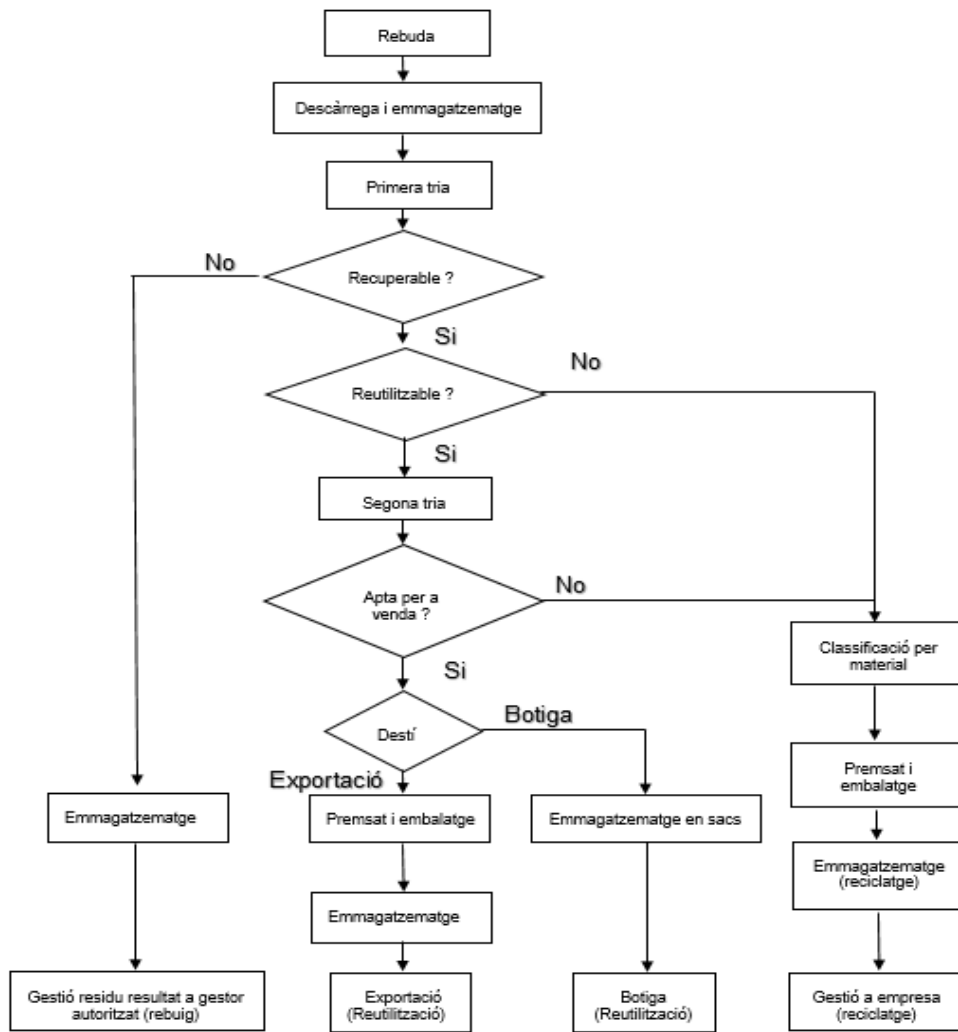 Rebuda
Descàrrega i emmagatzematge
Primera tria
No
Recuperable ?
Si
No
Reutilitzable ?
Si
Segona tria
No
Apta per a
venda ?
Classificació per
material
Si
Botiga
Destí
Exportació
Premsat i
embalatge
Emmagatzematge
Premsat i embalatge
Emmagatzematge en sacs
Emmagatzematge
(reciclatge)
Emmagatzematge
Gestió residu resultat a gestor
autoritzat (rebuig)
Exportació
(Reutilització)
Botiga
(Reutilització)
Gestió a empresa
(reciclatge)